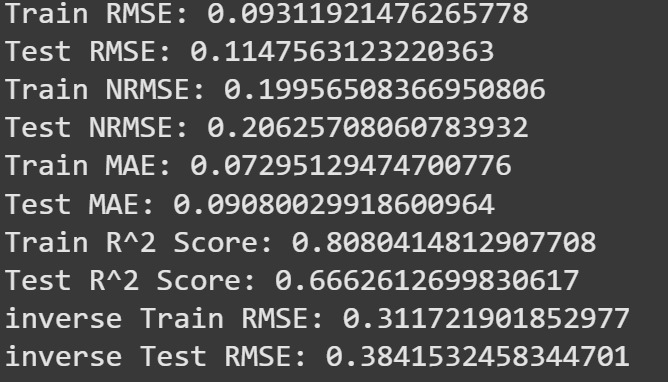 Train RMSE: 0.09311921476265778
Test RMSE: 0.1147563123220363
Train NRMSE: 0.19956508366950806
Test NRMSE: 0.20625708060783932
Train MAE: 0.07295129474700776
Test MAE: 0.09080029918600964
Train R^2 Score: 0.8080414812907708
Test R^2 Score: 0.6662612699830617
inverse Train RMSE: 0.311721901852977
inverse Test RMSE: 0.3841532458344701